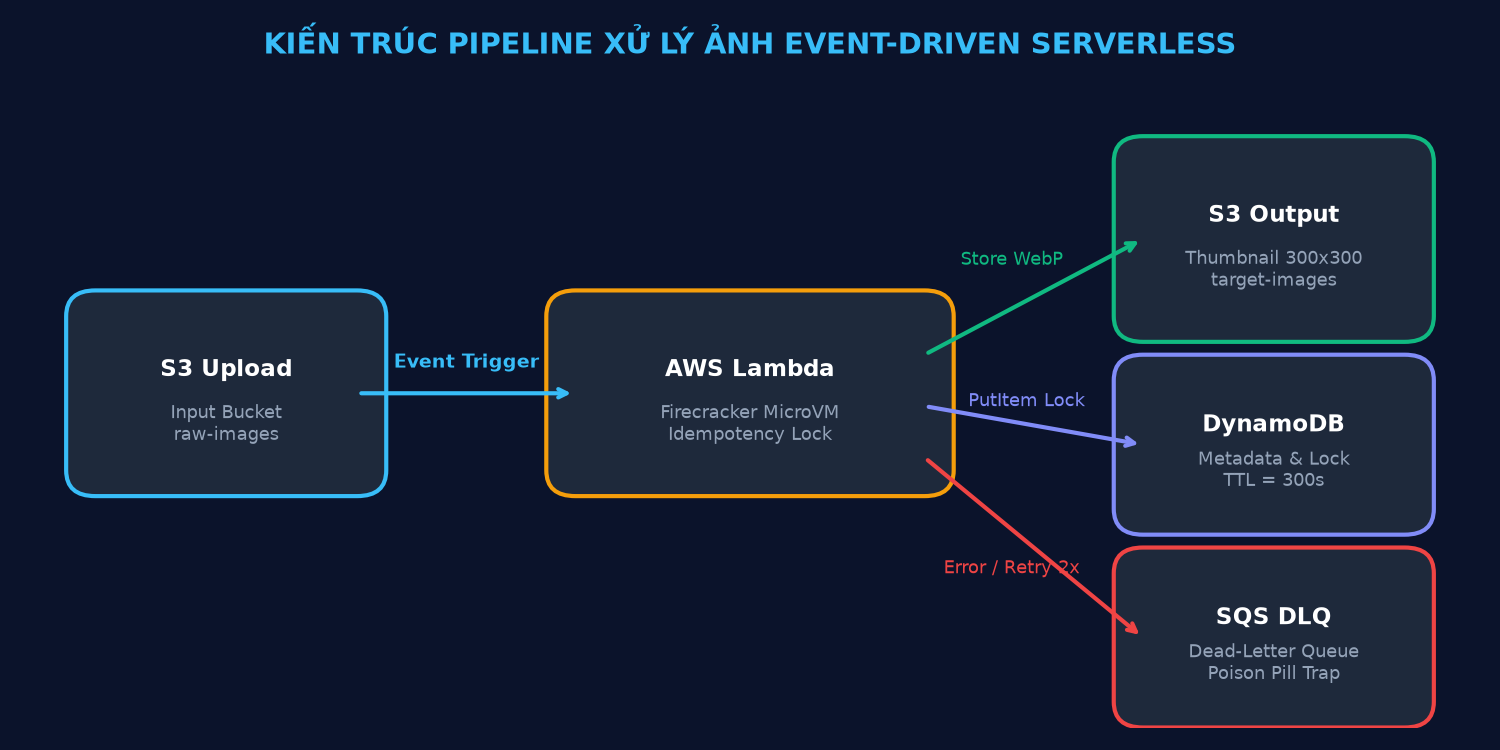 KIẾN TRÚC PIPELINE XỬ LÝ ẢNH EVENT-DRIVEN SERVERLESS
S3 Upload
Input Bucket
raw-images
Event Trigger
AWS Lambda
Firecracker MicroVM
Idempotency Lock
Store WebP
S3 Output
Thumbnail 300x300
target-images
PutItem Lock
DynamoDB
Metadata & Lock
TTL = 300s
Error / Retry 2x
SQS DLQ
Dead-Letter Queue
Poison Pill Trap